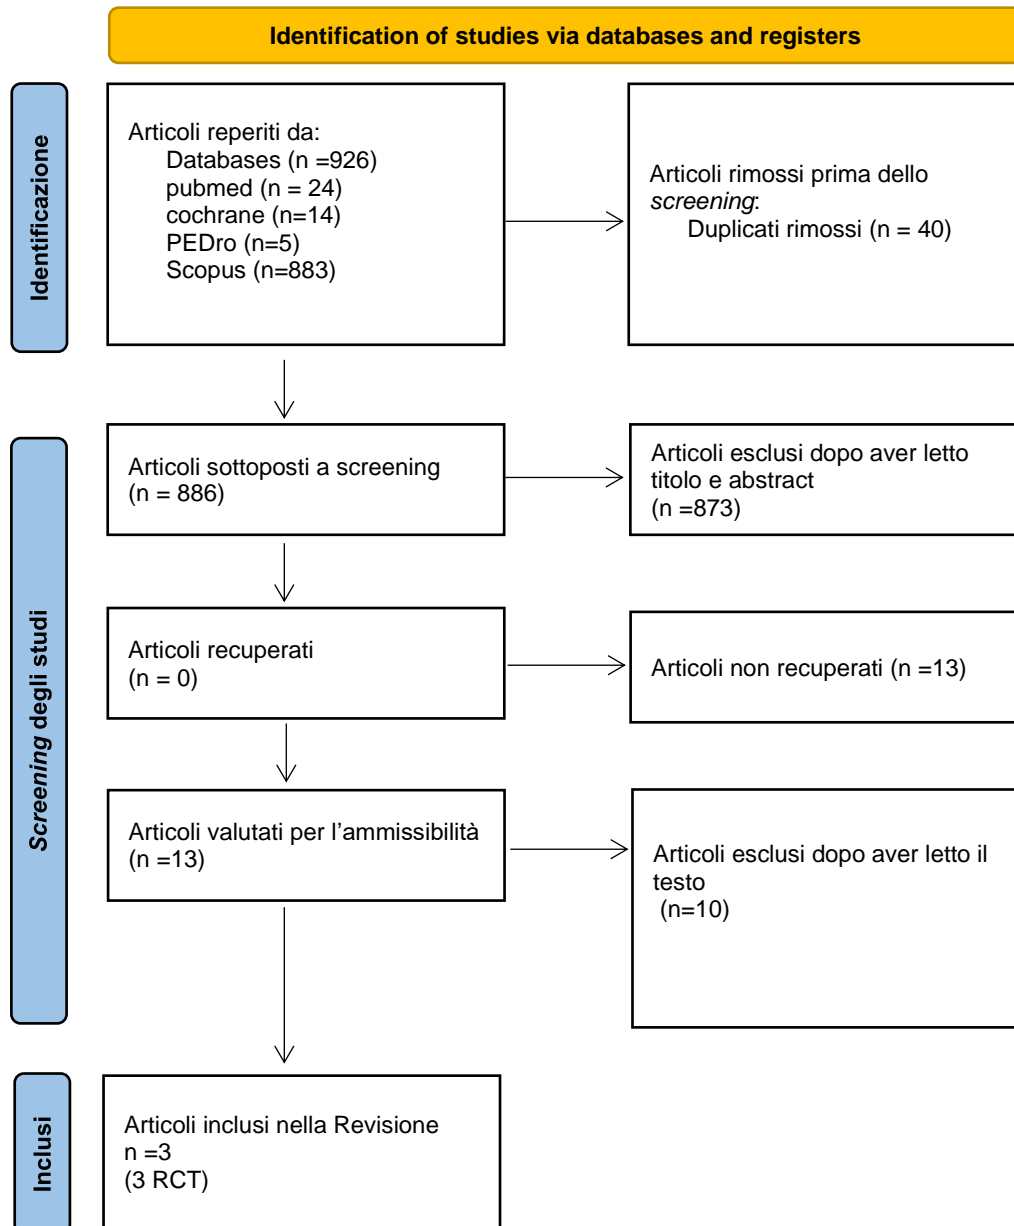 Identification of studies via databases and registers
Identificazione
Articoli reperiti da:
Databases (n =926)
pubmed (n = 24)
cochrane (n=14)
PEDro (n=5)
Scopus (n=883)
Articoli rimossi prima dello
screening:
Duplicati rimossi (n = 40)
Screening degli studi
Articoli sottoposti a screening
(n = 886)
Articoli esclusi dopo aver letto
titolo e abstract
(n =873)
Articoli recuperati
(n = 0)
Articoli non recuperati (n =13)
Articoli valutati per l’ammissibilità
(n =13)
Articoli esclusi dopo aver letto il
testo
(n=10)
Inclusi
Articoli inclusi nella Revisione
n =3
(3 RCT)